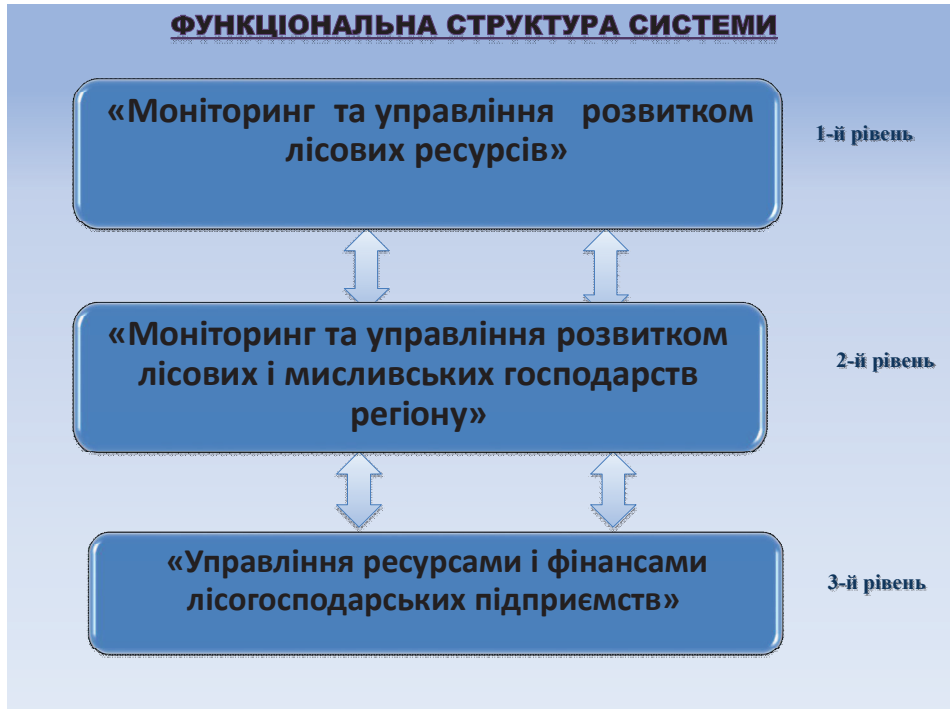 ФУНКЦІОНАЛЬНА СТРУКТУРА СИСТЕМИ
«Моніторинг та управління розвитком
лісових ресурсів»
1-й рівень
«Моніторинг та управління розвитком
лісових і мисливських господарств
регіону»
2-й рівень
«Управління ресурсами і фінансами
лісогосподарських підприємств»
3-й рівень